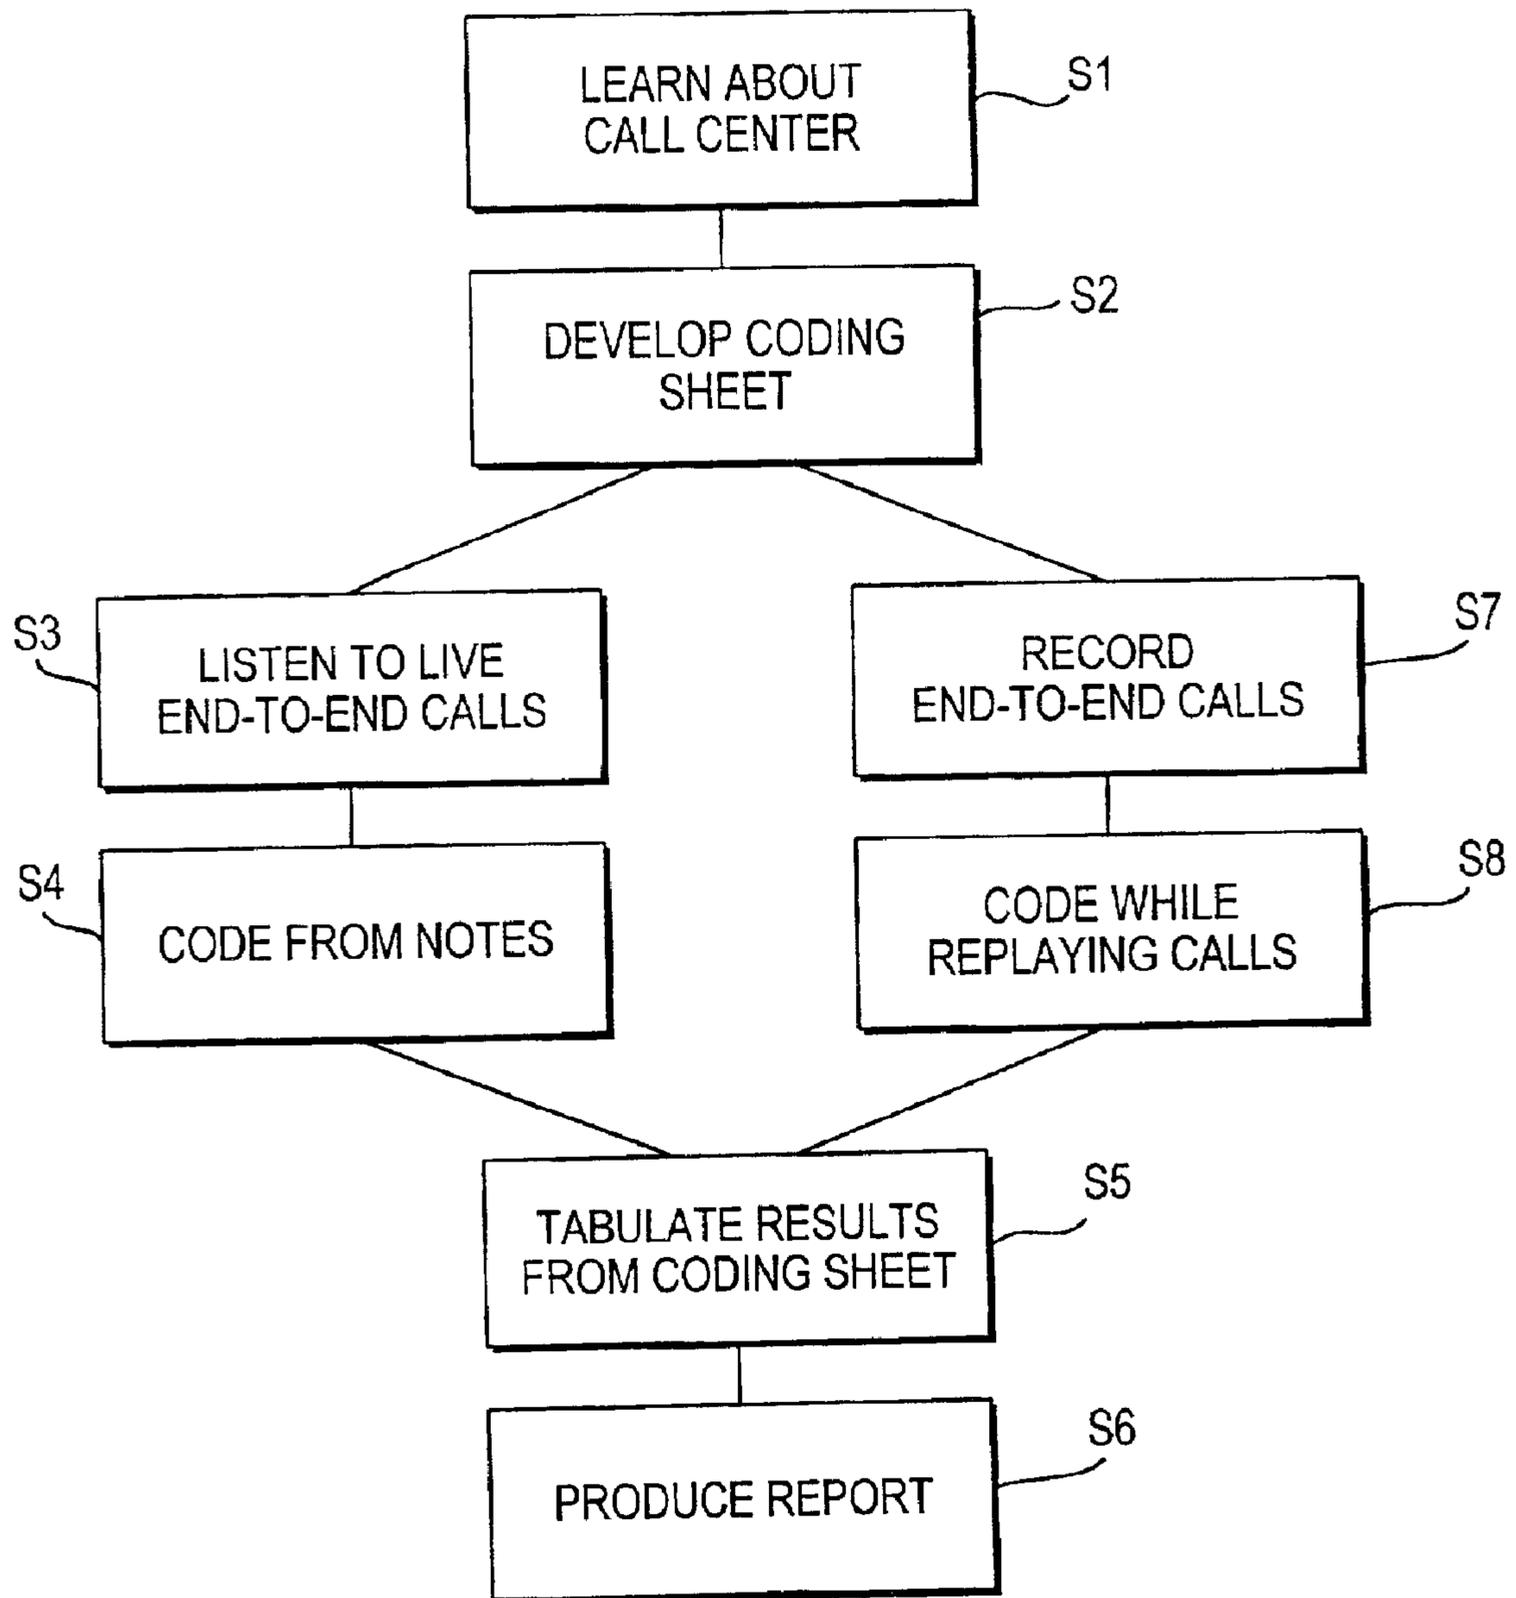 LEARN ABOUT
CALL CENTER
S1
DEVELOP CODING
SHEET
S2
S3
LISTEN TO LIVE
END-TO-END CALLS
RECORD
END-TO-END CALLS
S7
S4
CODE FROM NOTES
CODE WHILE
REPLAYING CALLS
S8
TABULATE RESULTS
FROM CODING SHEET
S5
PRODUCE REPORT
S6